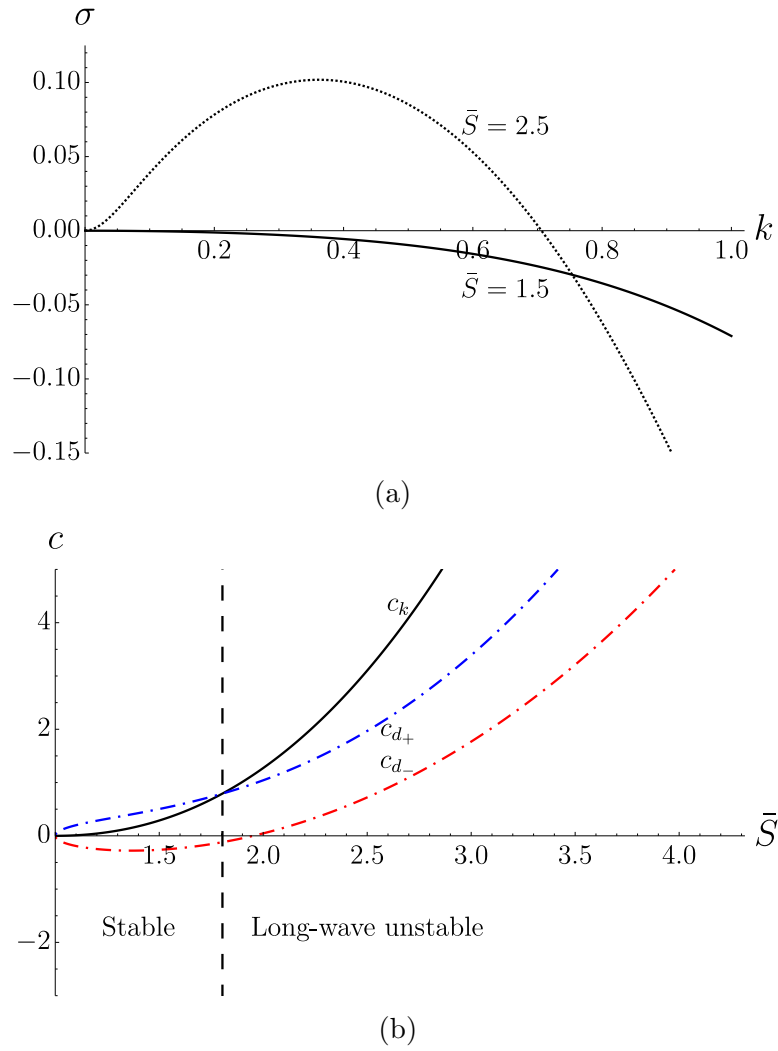 σ
0.10
S̄ = 2.5
0.05
0.00
0.2 0.4 0.6 0.8 1.0 k
S̄ = 1.5
−0.05
−0.10
−0.15
(a)
c
4
c_k
2
c_{d_+}
c_{d_−}
0
1.5 2.0 2.5 3.0 3.5 4.0 S̄
Stable Long-wave unstable
−2
(b)